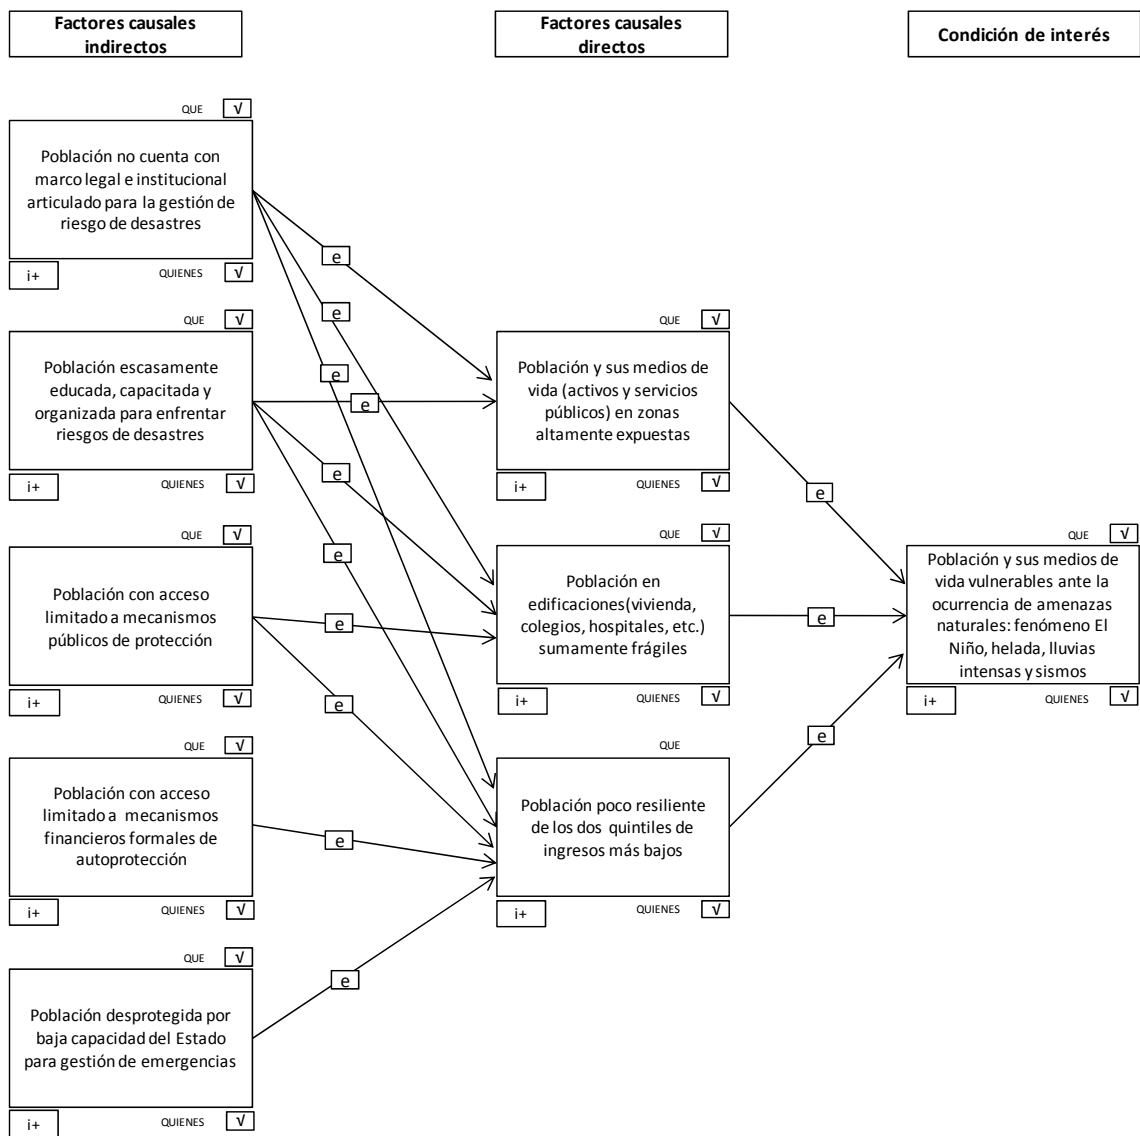 Factores causales
indirectos
Factores causales
directos
Condición de interés
QUE √
Población no cuenta con
marco legal e institucional
articulado para la gestión de
riesgo de desastres
i+ QUIENES √
e
e
e
QUE √
Población escasamente
educada, capacitada y
organizada para enfrentar
riesgos de desastres
i+ QUIENES √
e
e
e
QUE √
Población con acceso
limitado a mecanismos
públicos de protección
i+ QUIENES √
e
e
QUE √
Población con acceso
limitado a mecanismos
financieros formales de
autoprotección
i+ QUIENES √
e
QUE √
Población desprotegida por
baja capacidad del Estado
para gestión de emergencias
i+ QUIENES √
e
QUE √
Población y sus medios de
vida (activos y servicios
públicos) en zonas
altamente expuestas
i+ QUIENES √
e
QUE √
Población en
edificaciones(vivienda,
colegios, hospitales, etc.)
sumamente frágiles
i+ QUIENES √
e
QUE
Población poco resiliente
de los dos quintiles de
ingresos más bajos
i+ QUIENES √
e
QUE √
Población y sus medios de
vida vulnerables ante la
ocurrencia de amenazas
naturales: fenómeno El
Niño, helada, lluvias
intensas y sismos
i+ QUIENES √